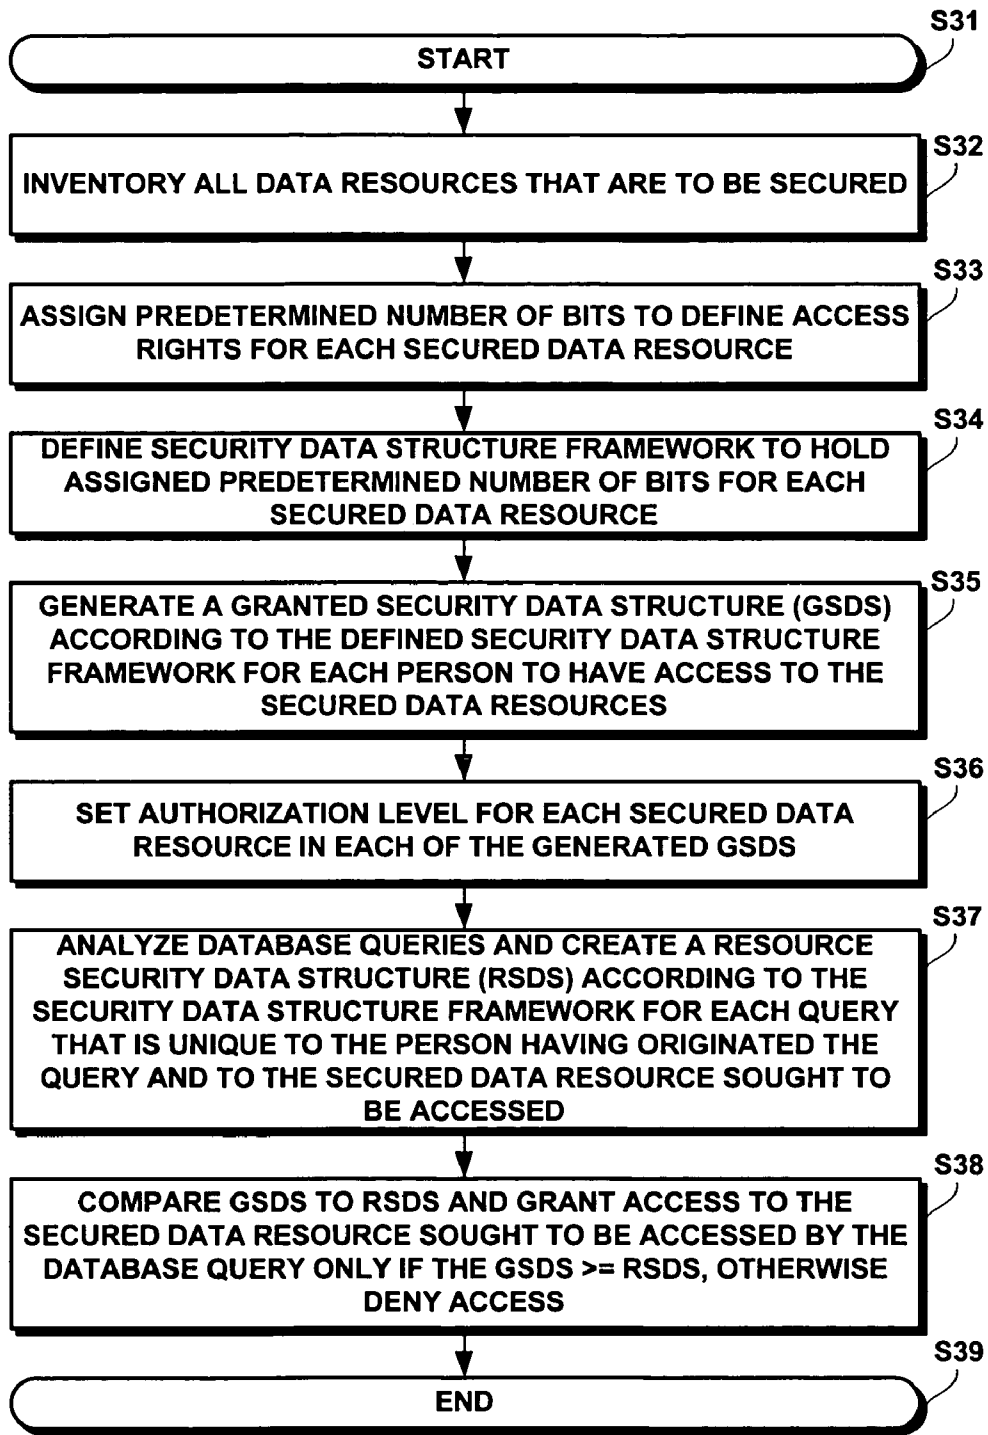 S31
START
S32
INVENTORY ALL DATA RESOURCES THAT ARE TO BE SECURED
S33
ASSIGN PREDETERMINED NUMBER OF BITS TO DEFINE ACCESS
RIGHTS FOR EACH SECURED DATA RESOURCE
S34
DEFINE SECURITY DATA STRUCTURE FRAMEWORK TO HOLD
ASSIGNED PREDETERMINED NUMBER OF BITS FOR EACH
SECURED DATA RESOURCE
S35
GENERATE A GRANTED SECURITY DATA STRUCTURE (GSDS)
ACCORDING TO THE DEFINED SECURITY DATA STRUCTURE
FRAMEWORK FOR EACH PERSON TO HAVE ACCESS TO THE
SECURED DATA RESOURCES
S36
SET AUTHORIZATION LEVEL FOR EACH SECURED DATA
RESOURCE IN EACH OF THE GENERATED GSDS
S37
ANALYZE DATABASE QUERIES AND CREATE A RESOURCE
SECURITY DATA STRUCTURE (RSDS) ACCORDING TO THE
SECURITY DATA STRUCTURE FRAMEWORK FOR EACH QUERY
THAT IS UNIQUE TO THE PERSON HAVING ORIGINATED THE
QUERY AND TO THE SECURED DATA RESOURCE SOUGHT TO
BE ACCESSED
S38
COMPARE GSDS TO RSDS AND GRANT ACCESS TO THE
SECURED DATA RESOURCE SOUGHT TO BE ACCESSED BY THE
DATABASE QUERY ONLY IF THE GSDS >= RSDS, OTHERWISE
DENY ACCESS
S39
END